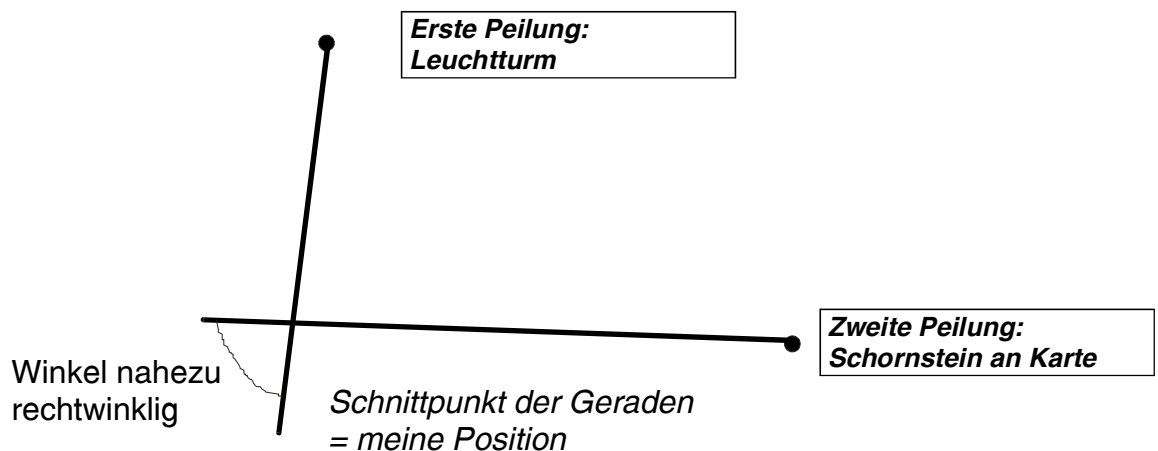 Erste Peilung:
Leuchtturm
Zweite Peilung:
Schornstein an Karte
Winkel nahezu
rechtwinklig
Schnittpunkt der Geraden
= meine Position